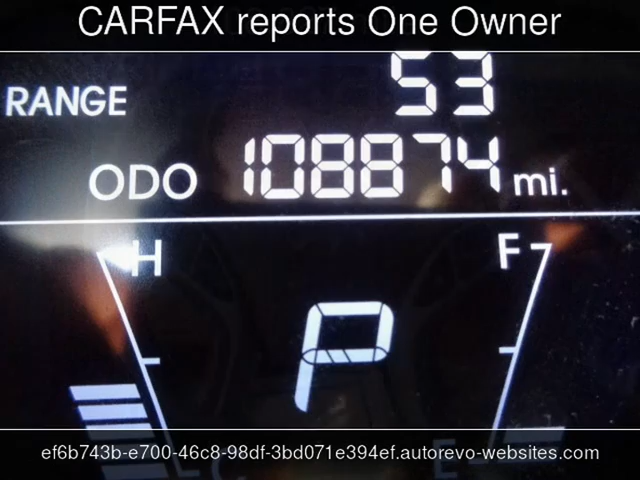 CARFAX reports One Owner
RANGE 53
ODO 108874 mi.
H F
P
C E
ef6b743b-e700-46c8-98df-3bd071e394ef.autorevo-websites.com